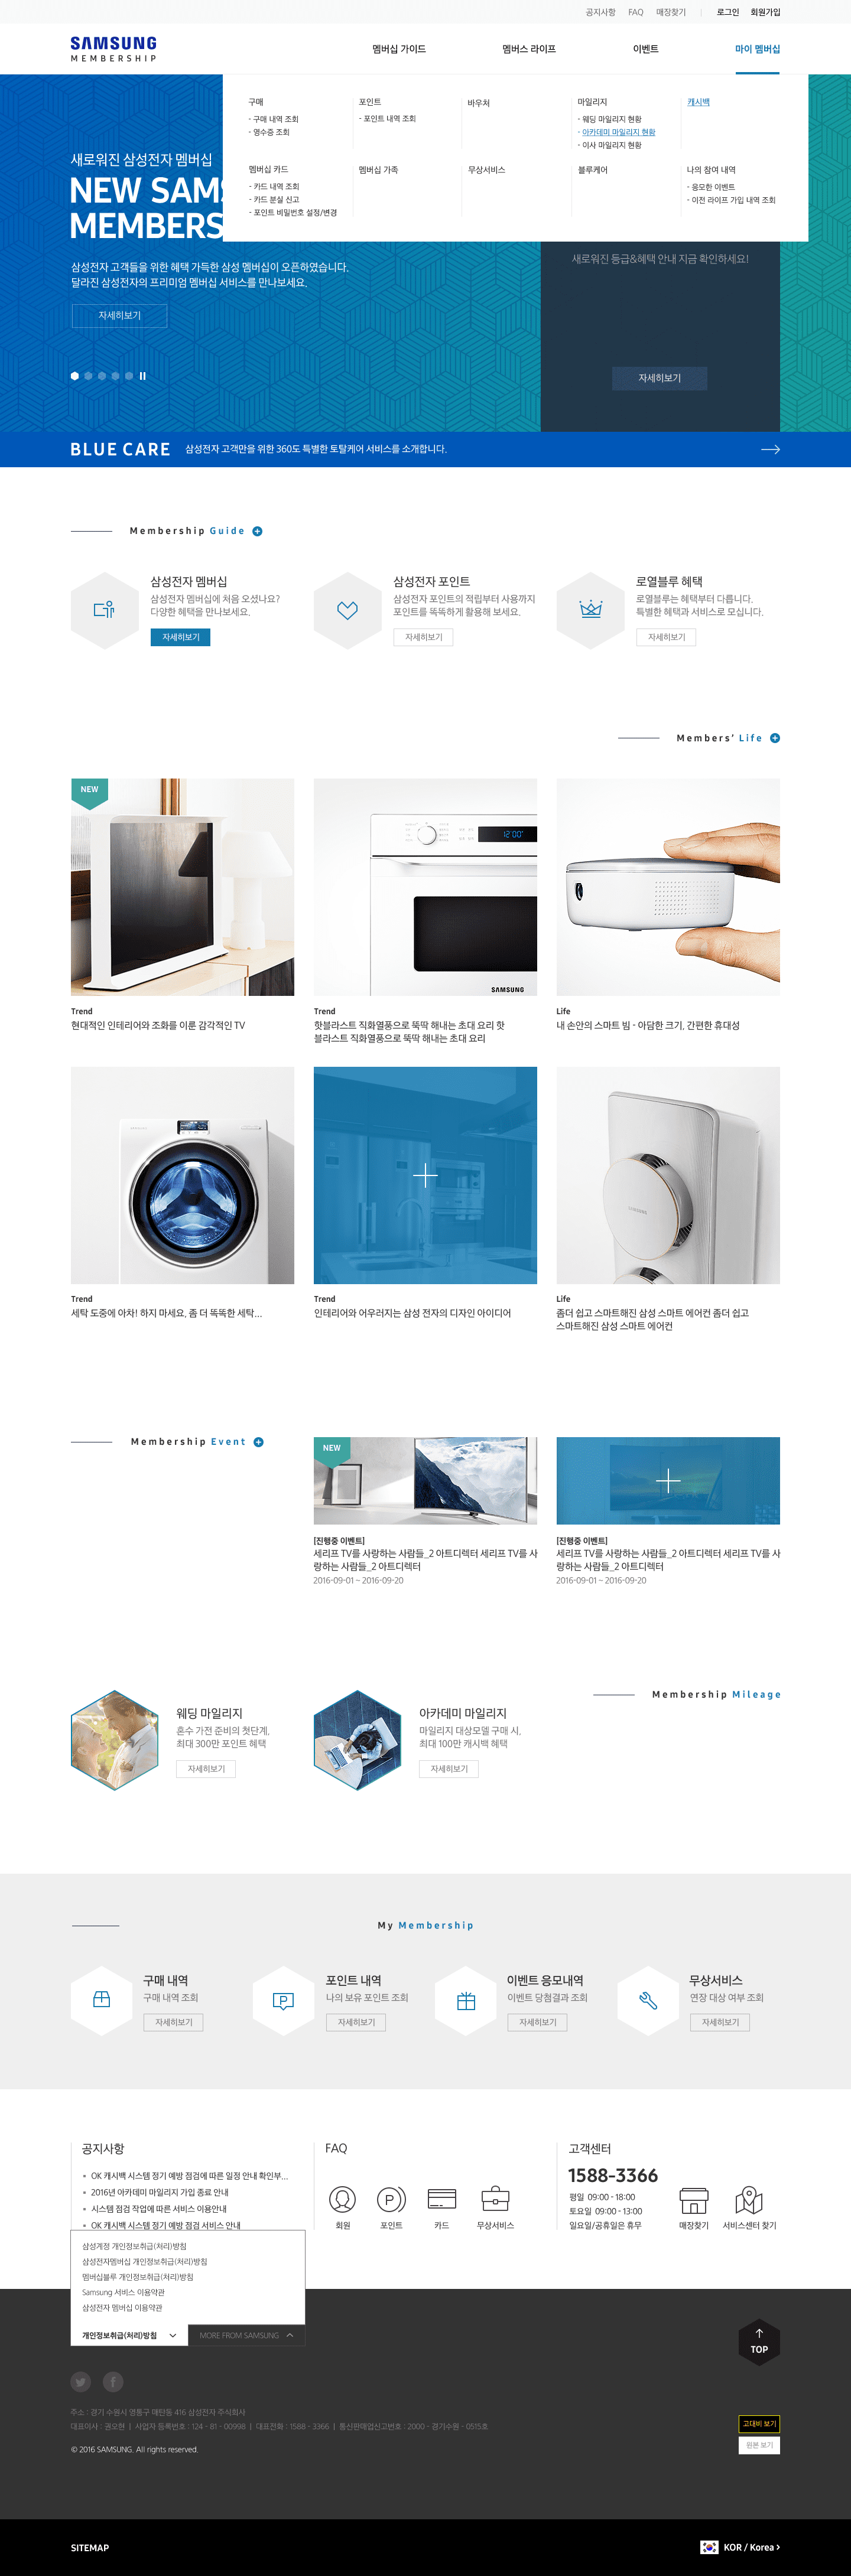 공지사항 FAQ 매장찾기 로그인 회원가입
SAMSUNG
MEMBERSHIP
멤버십 가이드 멤버스 라이프 이벤트 마이 멤버십
구매
- 구매 내역 조회
- 영수증 조회
포인트
- 포인트 내역 조회
바우처
마일리지
- 웨딩 마일리지 현황
- 아카데미 마일리지 현황
- 이사 마일리지 현황
캐시백
멤버십 카드
- 카드 내역 조회
- 카드 분실 신고
- 포인트 비밀번호 설정/변경
멤버십 가족
무상서비스
블루케어
나의 참여 내역
- 응모한 이벤트
- 이전 라이프 가입 내역 조회
새로워진 삼성전자 멤버십
NEW SAMS
MEMBERS
삼성전자 고객들을 위한 혜택 가득한 삼성 멤버십이 오픈하였습니다.
달라진 삼성전자의 프리미엄 멤버십 서비스를 만나보세요.
자세히보기
새로워진 등급&혜택 안내 지금 확인하세요!
자세히보기
BLUE CARE 삼성전자 고객만을 위한 360도 특별한 토탈케어 서비스를 소개합니다.
Membership Guide
삼성전자 멤버십
삼성전자 멤버십에 처음 오셨나요?
다양한 혜택을 만나보세요.
자세히보기
삼성전자 포인트
삼성전자 포인트의 적립부터 사용까지
포인트를 똑똑하게 활용해 보세요.
자세히보기
로열블루 혜택
로열블루는 혜택부터 다릅니다.
특별한 혜택과 서비스로 모십니다.
자세히보기
Members' Life
NEW
12:00
SAMSUNG
Trend
현대적인 인테리어와 조화를 이룬 감각적인 TV
Trend
핫블라스트 직화열풍으로 뚝딱 해내는 초대 요리 핫
블라스트 직화열풍으로 뚝딱 해내는 초대 요리
Life
내 손안의 스마트 빔 - 아담한 크기, 간편한 휴대성
SAMSUNG
Trend
세탁 도중에 아차! 하지 마세요, 좀 더 똑똑한 세탁...
Trend
인테리어와 어우러지는 삼성 전자의 디자인 아이디어
Life
좀더 쉽고 스마트해진 삼성 스마트 에어컨 좀더 쉽고
스마트해진 삼성 스마트 에어컨
Membership Event
NEW
[진행중 이벤트]
세리프 TV를 사랑하는 사람들_2 아트디렉터 세리프 TV를 사
랑하는 사람들_2 아트디렉터
2016-09-01 ~ 2016-09-20
[진행중 이벤트]
세리프 TV를 사랑하는 사람들_2 아트디렉터 세리프 TV를 사
랑하는 사람들_2 아트디렉터
2016-09-01 ~ 2016-09-20
웨딩 마일리지
혼수 가전 준비의 첫단계,
최대 300만 포인트 혜택
자세히보기
아카데미 마일리지
마일리지 대상모델 구매 시,
최대 100만 캐시백 혜택
자세히보기
Membership Mileage
My Membership
구매 내역
구매 내역 조회
자세히보기
포인트 내역
나의 보유 포인트 조회
자세히보기
이벤트 응모내역
이벤트 당첨결과 조회
자세히보기
무상서비스
연장 대상 여부 조회
자세히보기
공지사항
OK 캐시백 시스템 정기 예방 점검에 따른 일정 안내 확인부...
2016년 아카데미 마일리지 가입 종료 안내
시스템 점검 작업에 따른 서비스 이용안내
OK 캐시백 시스템 정기 예방 점검 서비스 안내
FAQ
회원 포인트 카드 무상서비스
고객센터
1588-3366
평일 09:00 - 18:00
토요일 09:00 - 13:00
일요일/공휴일은 휴무
매장찾기 서비스센터 찾기
삼성계정 개인정보취급(처리)방침
삼성전자멤버십 개인정보취급(처리)방침
멤버십블루 개인정보취급(처리)방침
Samsung 서비스 이용약관
삼성전자 멤버십 이용약관
개인정보취급(처리)방침 MORE FROM SAMSUNG
TOP
주소 : 경기 수원시 영통구 매탄동 416 삼성전자 주식회사
대표이사 : 권오현 | 사업자 등록번호 : 124 - 81 - 00998 | 대표전화 : 1588 - 3366 | 통신판매업신고번호 : 2000 - 경기수원 - 0515호
© 2016 SAMSUNG. All rights reserved.
고대비 보기
원본 보기
SITEMAP KOR / Korea >